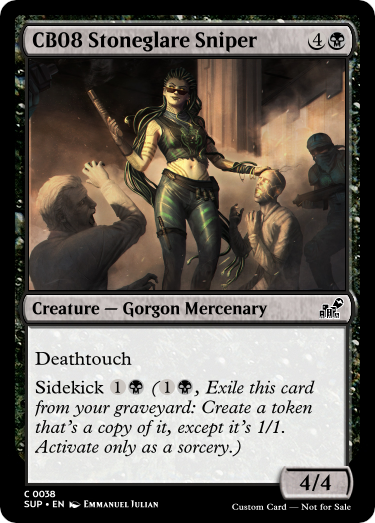 CB08 Stoneglare Sniper 4
Creature — Gorgon Mercenary
Deathtouch
Sidekick 1 (1, Exile this card
from your graveyard: Create a token
that's a copy of it, except it's 1/1.
Activate only as a sorcery.)
4/4
C 0038
SUP • EN Emmanuel Julian
Custom Card — Not for Sale